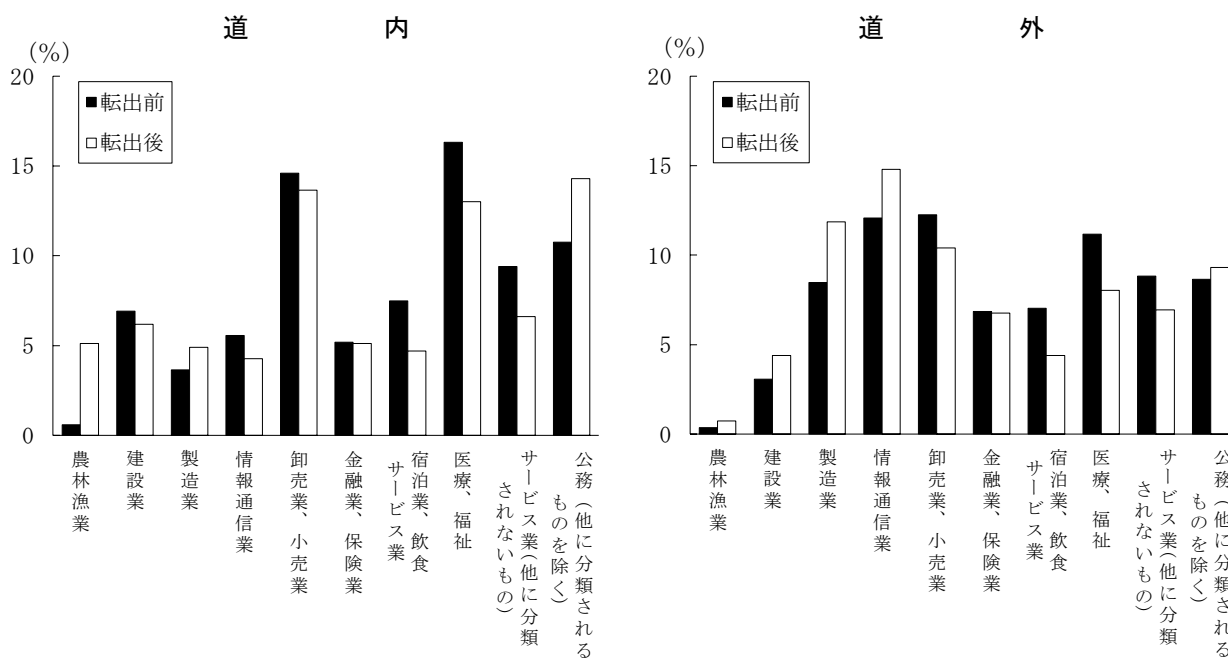 道 内
(%)
20
15
10
5
0
転出前
転出後
農林漁業
建設業
製造業
情報通信業
卸売業、小売業
金融業、保険業
宿泊業、飲食
サービス業
医療、福祉
サービス業(他に分類
されないもの)
公務(他に分類される
ものを除く)
道 外
(%)
20
15
10
5
0
転出前
転出後
農林漁業
建設業
製造業
情報通信業
卸売業、小売業
金融業、保険業
宿泊業、飲食
サービス業
医療、福祉
サービス業(他に分類
されないもの)
公務(他に分類される
ものを除く)